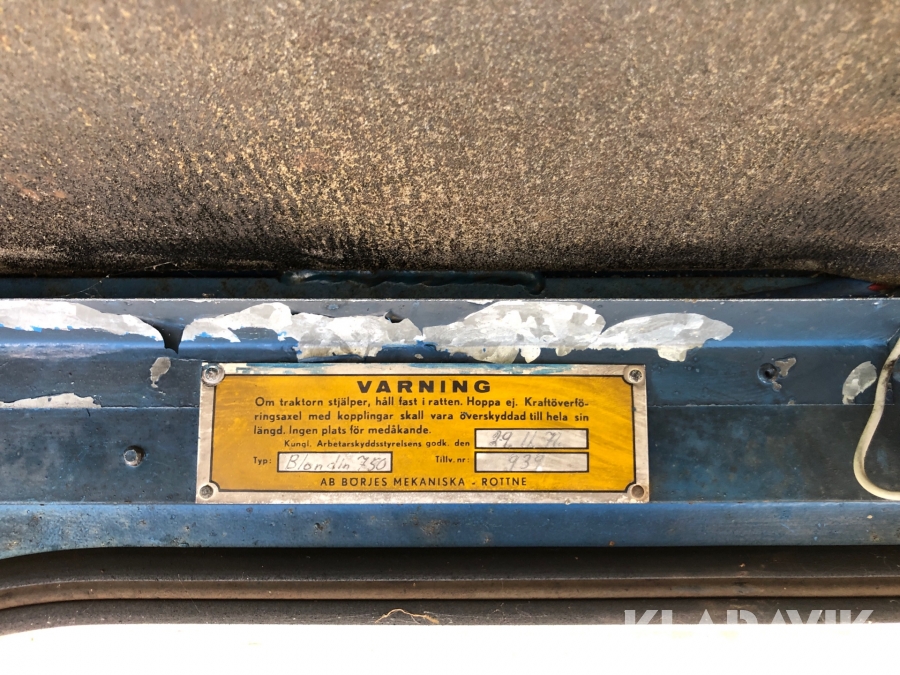 VARNING
Om traktorn stjälper, håll fast i ratten. Hoppa ej. Kraftöverfö-
ringsaxel med kopplingar skall vara överskyddad till hela sin
längd. Ingen plats för medåkande.
Kungl. Arbetarskyddsstyrelsens godk. den
Typ: Blondin 750 Tillv. nr: 939
AB BÖRJES MEKANISKA - ROTTNE
KLARAVIK